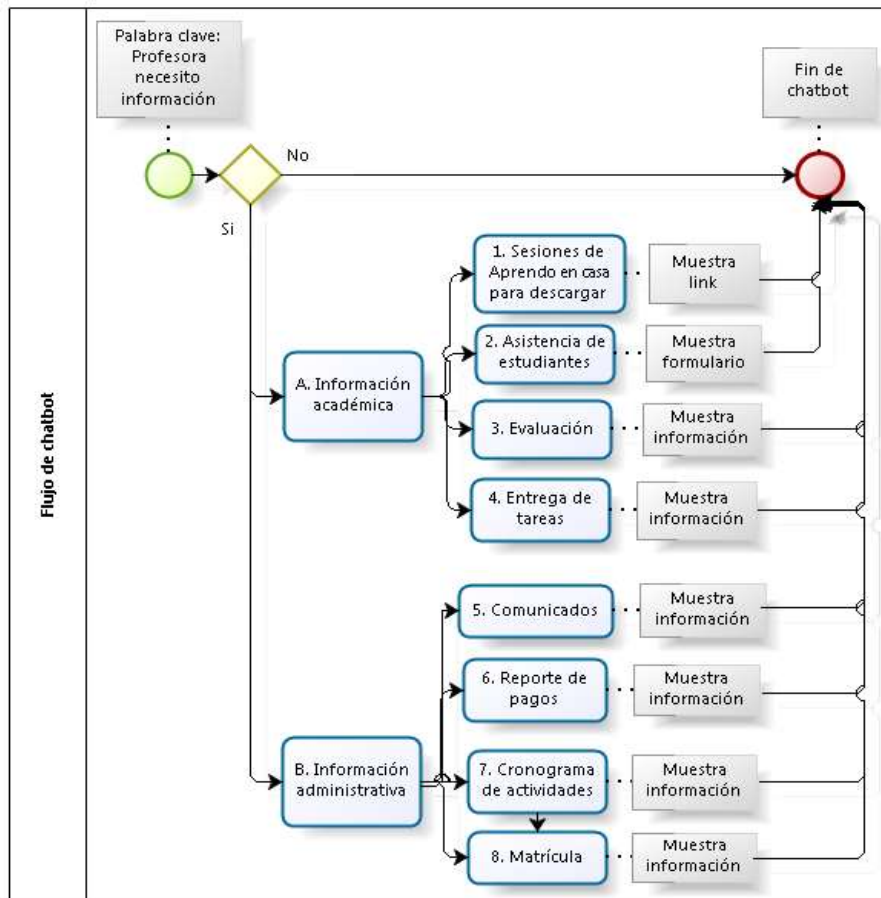 Palabra clave:
Profesora
necesito
información
Fin de
chatbot
No
Si
1. Sesiones de
Aprendo en casa
para descargar
Muestra
link
2. Asistencia de
estudiantes
Muestra
formulario
A. Información
académica
3. Evaluación
Muestra
información
4. Entrega de
tareas
Muestra
información
Flujo de chatbot
5. Comunicados
Muestra
información
6. Reporte de
pagos
Muestra
información
B. Información
administrativa
7. Cronograma
de actividades
Muestra
información
8. Matrícula
Muestra
información